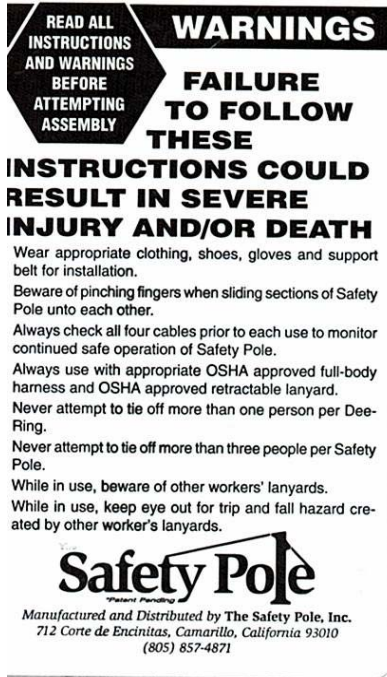 READ ALL
INSTRUCTIONS
AND WARNINGS
BEFORE
ATTEMPTING
ASSEMBLY
WARNINGS
FAILURE
TO FOLLOW
THESE
INSTRUCTIONS COULD
RESULT IN SEVERE
INJURY AND/OR DEATH
Wear appropriate clothing, shoes, gloves and support
belt for installation.
Beware of pinching fingers when sliding sections of Safety
Pole unto each other.
Always check all four cables prior to each use to monitor
continued safe operation of Safety Pole.
Always use with appropriate OSHA approved full-body
harness and OSHA approved retractable lanyard.
Never attempt to tie off more than one person per Dee-
Ring.
Never attempt to tie off more than three people per Safety
Pole.
While in use, beware of other workers' lanyards.
While in use, keep eye out for trip and fall hazard cre-
ated by other worker's lanyards.
Safety Pole
"Patent Pending
Manufactured and Distributed by The Safety Pole, Inc.
712 Corte de Encinitas, Camarillo, California 93010
(805) 857-4871